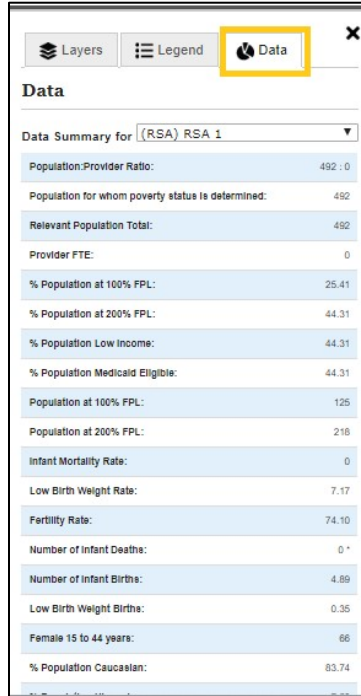 Layers Legend Data
Data
Data Summary for (RSA) RSA 1
Population:Provider Ratio: 492 : 0
Population for whom poverty status is determined: 492
Relevant Population Total: 492
Provider FTE: 0
% Population at 100% FPL: 25.41
% Population at 200% FPL: 44.31
% Population Low Income: 44.31
% Population Medicaid Eligible: 44.31
Population at 100% FPL: 125
Population at 200% FPL: 218
Infant Mortality Rate: 0
Low Birth Weight Rate: 7.17
Fertility Rate: 74.10
Number of Infant Deaths: 0 *
Number of Infant Births: 4.89
Low Birth Weight Births: 0.35
Female 15 to 44 years: 66
% Population Caucasian: 83.74